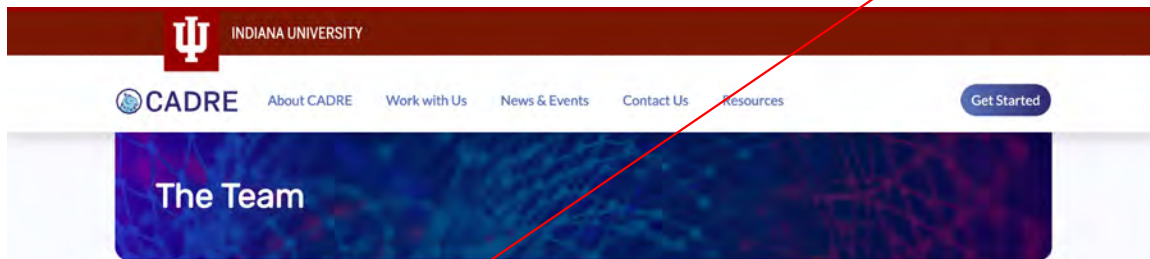 INDIANA UNIVERSITY
CADRE About CADRE Work with Us News & Events Contact Us Resources Get Started
The Team